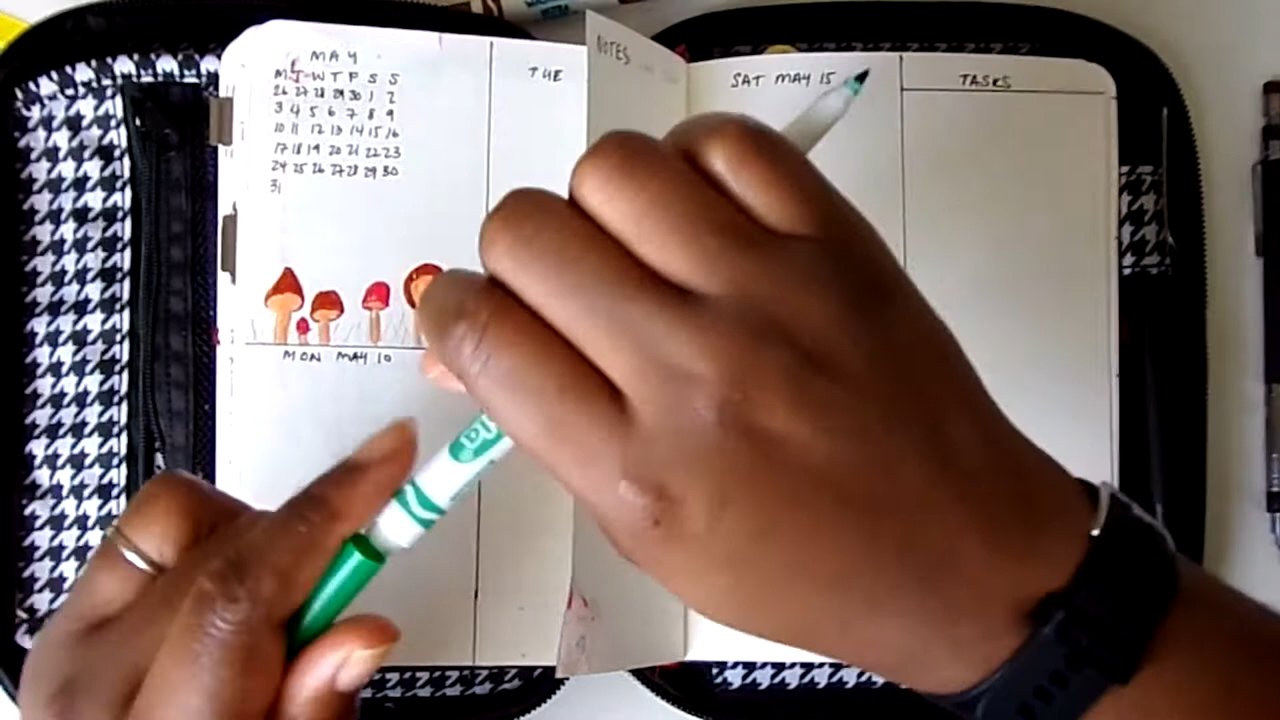 MAY
M T W T F S S
26 27 28 29 30 1 2
3 4 5 6 7 8 9
10 11 12 13 14 15 16
17 18 19 20 21 22 23
24 25 26 27 28 29 30
31
MON MAY 10
TUE
NOTES
SAT MAY 15
TASKS